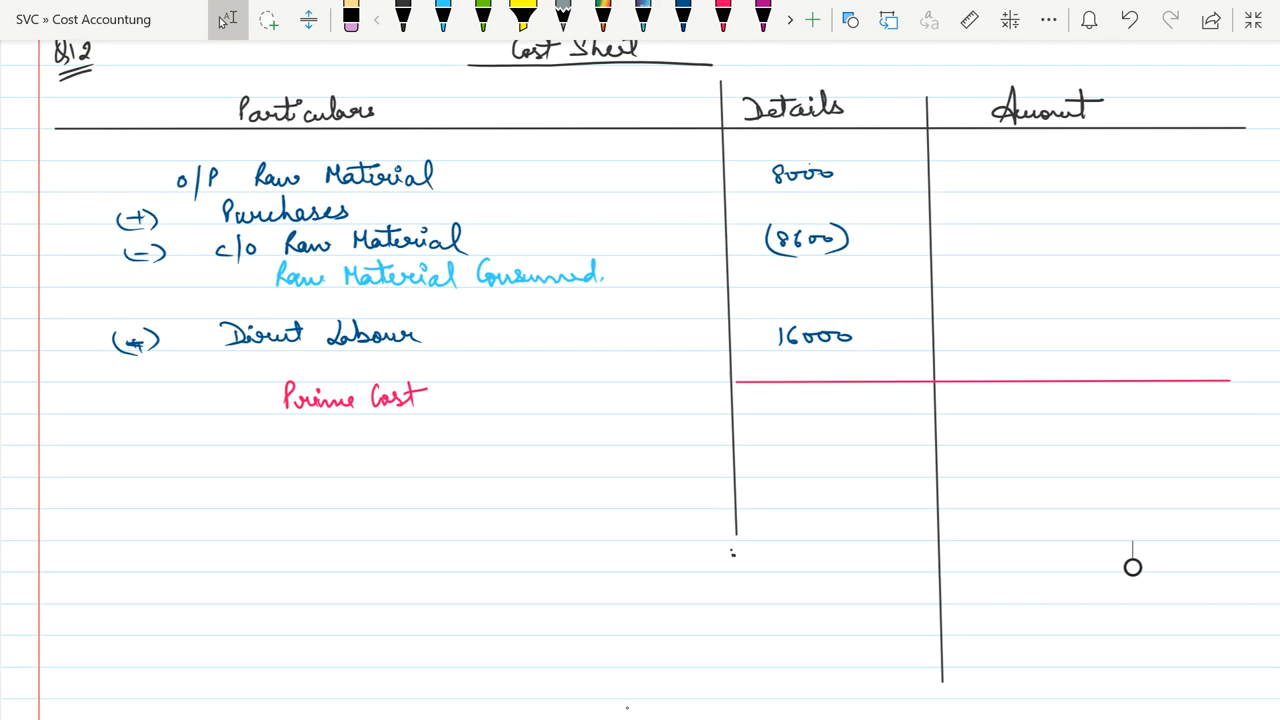 SVC » Cost Accountung
Q12
Cost Sheet
Particulars Details Amount
O/P Raw Material 8000
(+) Purchases
(-) C/O Raw Material (8600)
Raw Material Consumed.
(+) Direct Labour 16000
Prime Cost